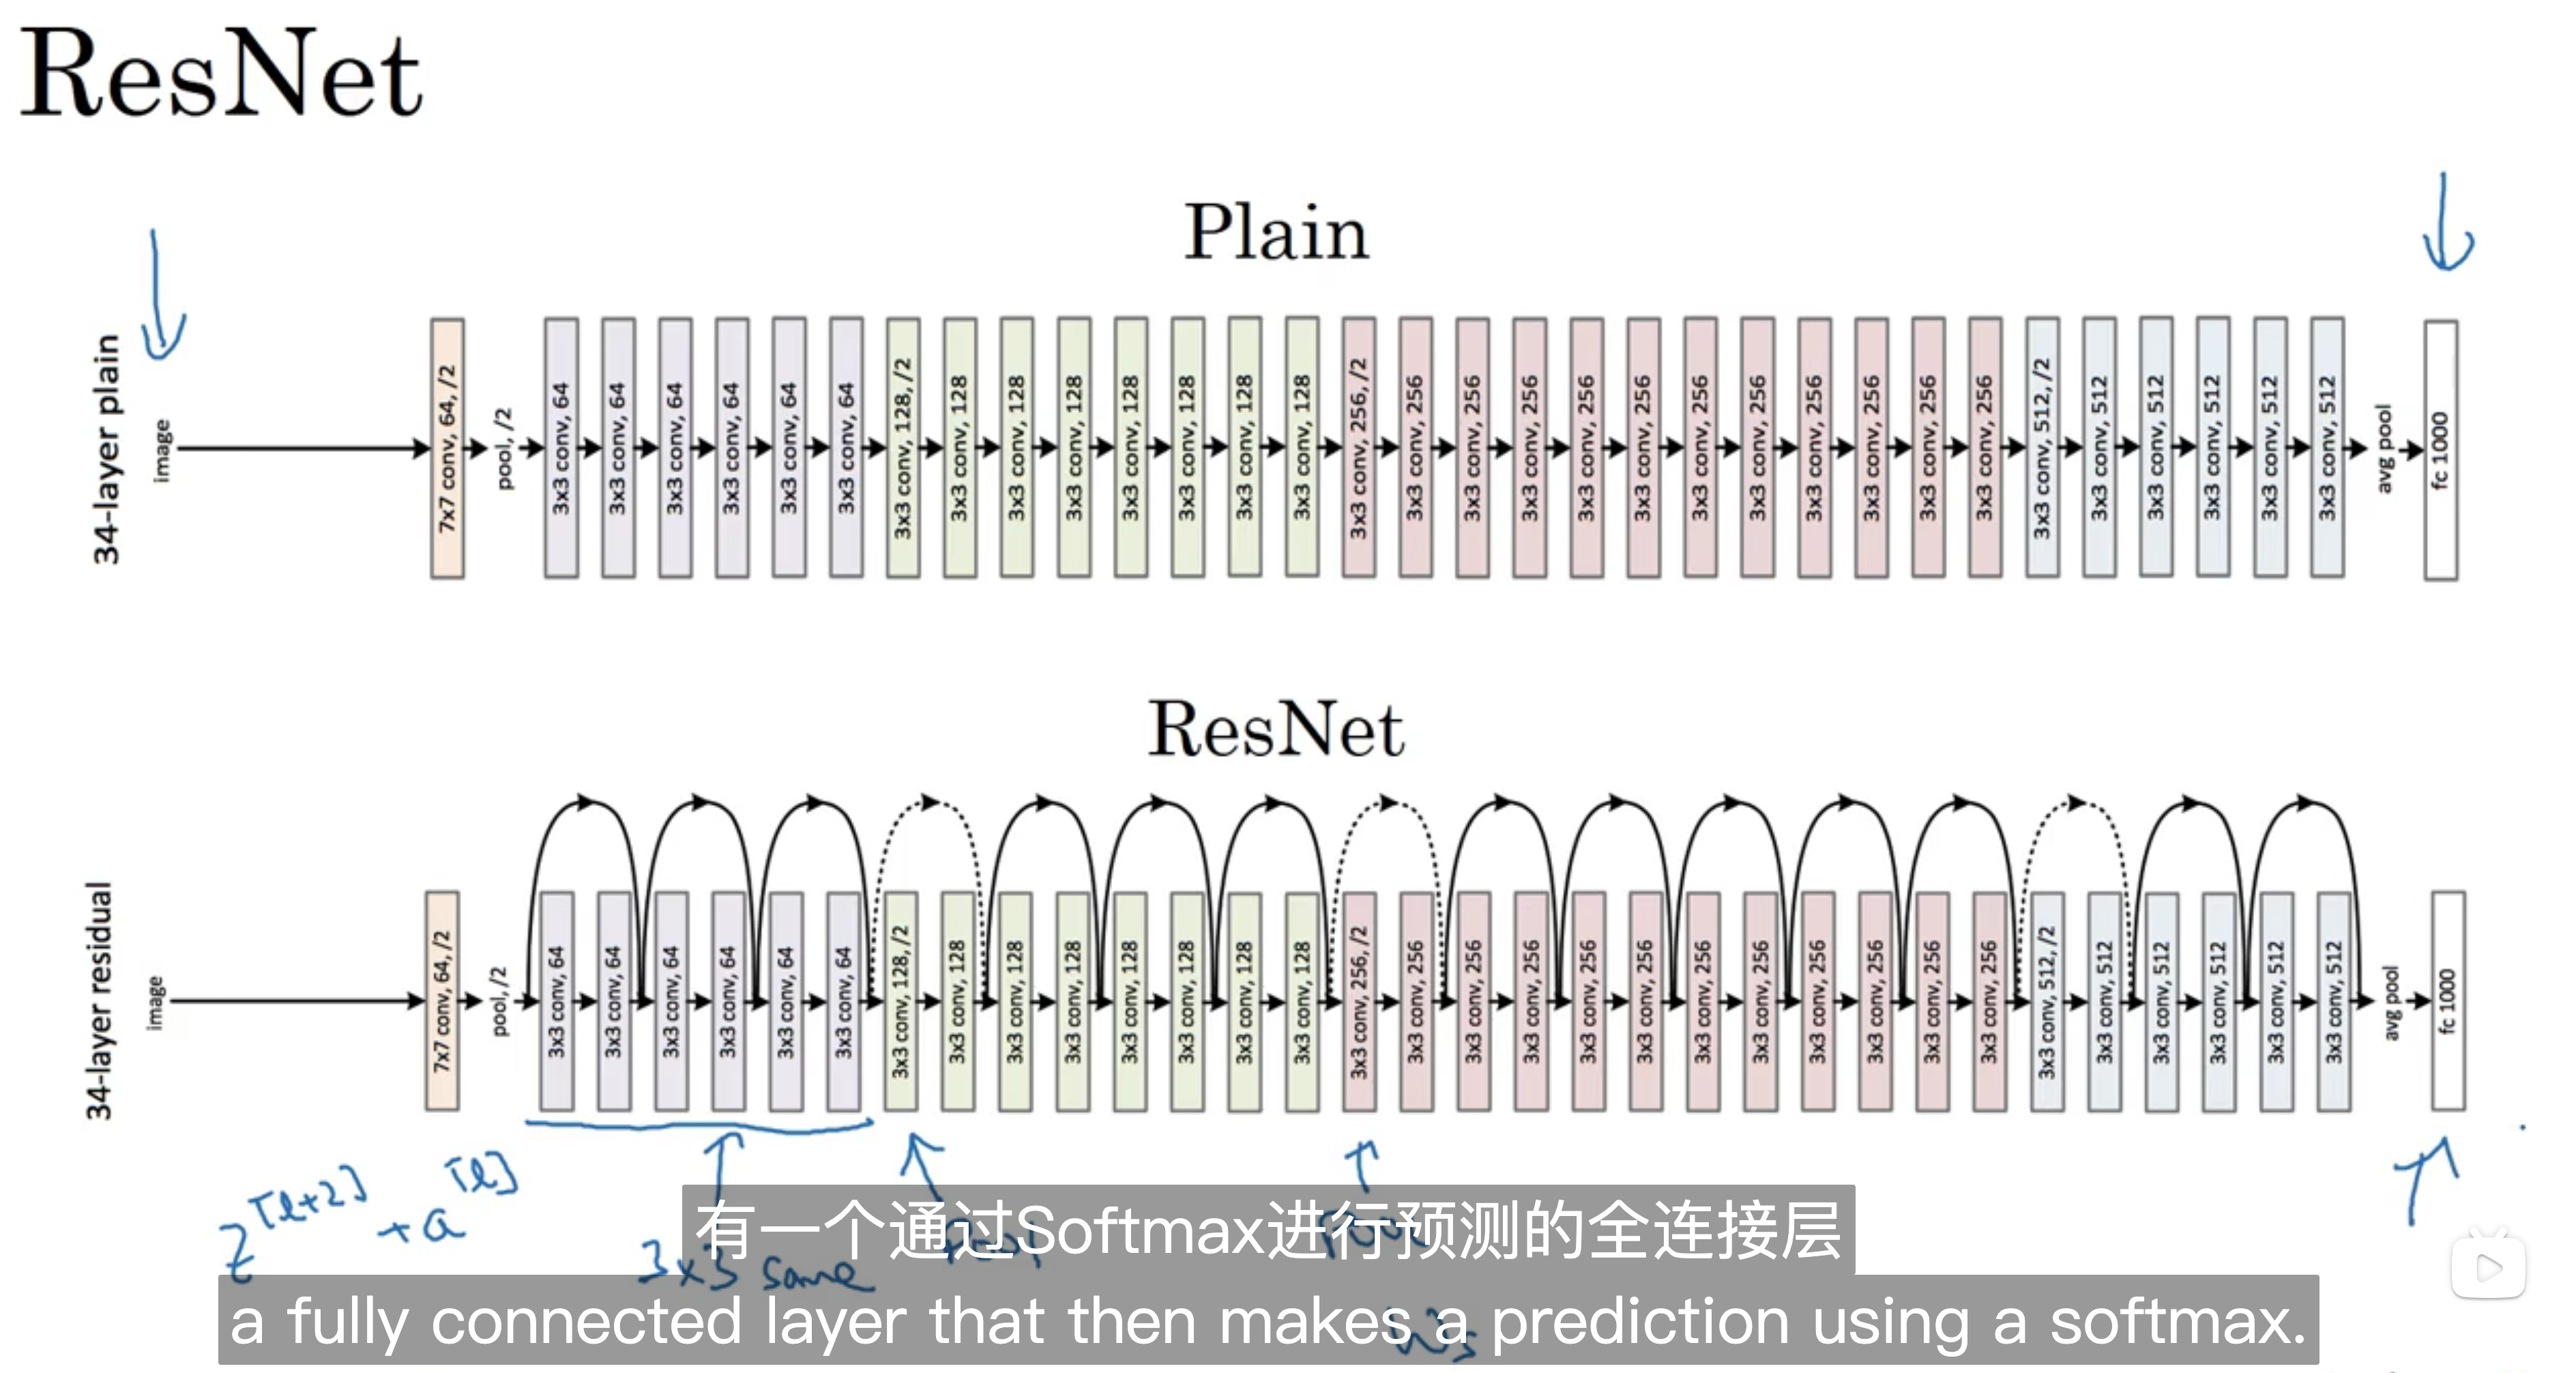 ResNet
Plain
34-layer plain
image
7x7 conv, 64, /2
pool, /2
3x3 conv, 64
3x3 conv, 64
3x3 conv, 64
3x3 conv, 64
3x3 conv, 64
3x3 conv, 64
3x3 conv, 128, /2
3x3 conv, 128
3x3 conv, 128
3x3 conv, 128
3x3 conv, 128
3x3 conv, 128
3x3 conv, 128
3x3 conv, 128
3x3 conv, 256, /2
3x3 conv, 256
3x3 conv, 256
3x3 conv, 256
3x3 conv, 256
3x3 conv, 256
3x3 conv, 256
3x3 conv, 256
3x3 conv, 256
3x3 conv, 256
3x3 conv, 256
3x3 conv, 256
3x3 conv, 512, /2
3x3 conv, 512
3x3 conv, 512
3x3 conv, 512
3x3 conv, 512
3x3 conv, 512
avg pool
fc 1000
ResNet
34-layer residual
image
7x7 conv, 64, /2
pool, /2
3x3 conv, 64
3x3 conv, 64
3x3 conv, 64
3x3 conv, 64
3x3 conv, 64
3x3 conv, 64
3x3 conv, 128, /2
3x3 conv, 128
3x3 conv, 128
3x3 conv, 128
3x3 conv, 128
3x3 conv, 128
3x3 conv, 128
3x3 conv, 128
3x3 conv, 256, /2
3x3 conv, 256
3x3 conv, 256
3x3 conv, 256
3x3 conv, 256
3x3 conv, 256
3x3 conv, 256
3x3 conv, 256
3x3 conv, 256
3x3 conv, 256
3x3 conv, 256
3x3 conv, 256
3x3 conv, 512, /2
3x3 conv, 512
3x3 conv, 512
3x3 conv, 512
3x3 conv, 512
3x3 conv, 512
avg pool
fc 1000
z[l+2] + a[l]
3x3 same
Pool
Pool
有一个通过Softmax进行预测的全连接层
a fully connected layer that then makes a prediction using a softmax.